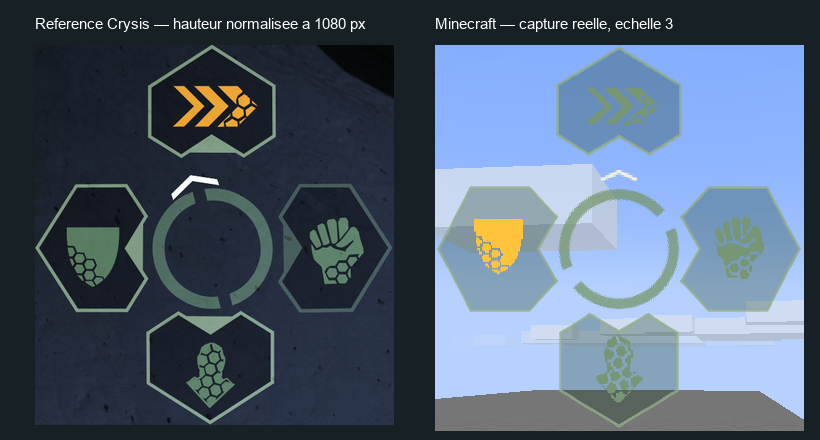 Reference Crysis — hauteur normalisee a 1080 px
Minecraft — capture reelle, echelle 3